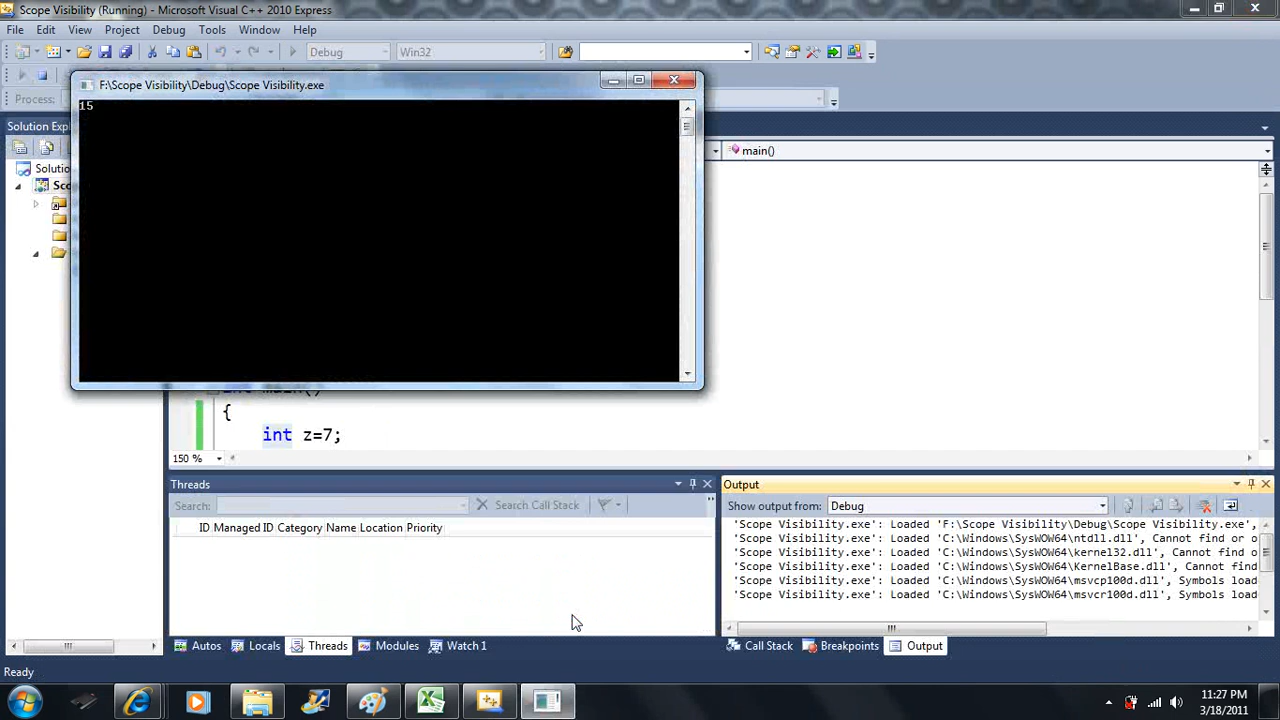 Scope Visibility (Running) - Microsoft Visual C++ 2010 Express
File Edit View Project Debug Tools Window Help
Debug Win32
F:\Scope Visibility\Debug\Scope Visibility.exe
Process:
15
Solution Exp
main()
Solutio
Sco
int main()
{
int z=7;
150 %
Threads
Output
Search: Search Call Stack
Show output from: Debug
ID Managed ID Category Name Location Priority
'Scope Visibility.exe': Loaded 'F:\Scope Visibility\Debug\Scope Visibility.exe',
'Scope Visibility.exe': Loaded 'C:\Windows\SysWOW64\ntdll.dll', Cannot find or o
'Scope Visibility.exe': Loaded 'C:\Windows\SysWOW64\kernel32.dll', Cannot find o
'Scope Visibility.exe': Loaded 'C:\Windows\SysWOW64\KernelBase.dll', Cannot find
'Scope Visibility.exe': Loaded 'C:\Windows\SysWOW64\msvcp100d.dll', Symbols load
'Scope Visibility.exe': Loaded 'C:\Windows\SysWOW64\msvcr100d.dll', Symbols load
Autos Locals Threads Modules Watch 1
Call Stack Breakpoints Output
Ready
11:27 PM
3/18/2011